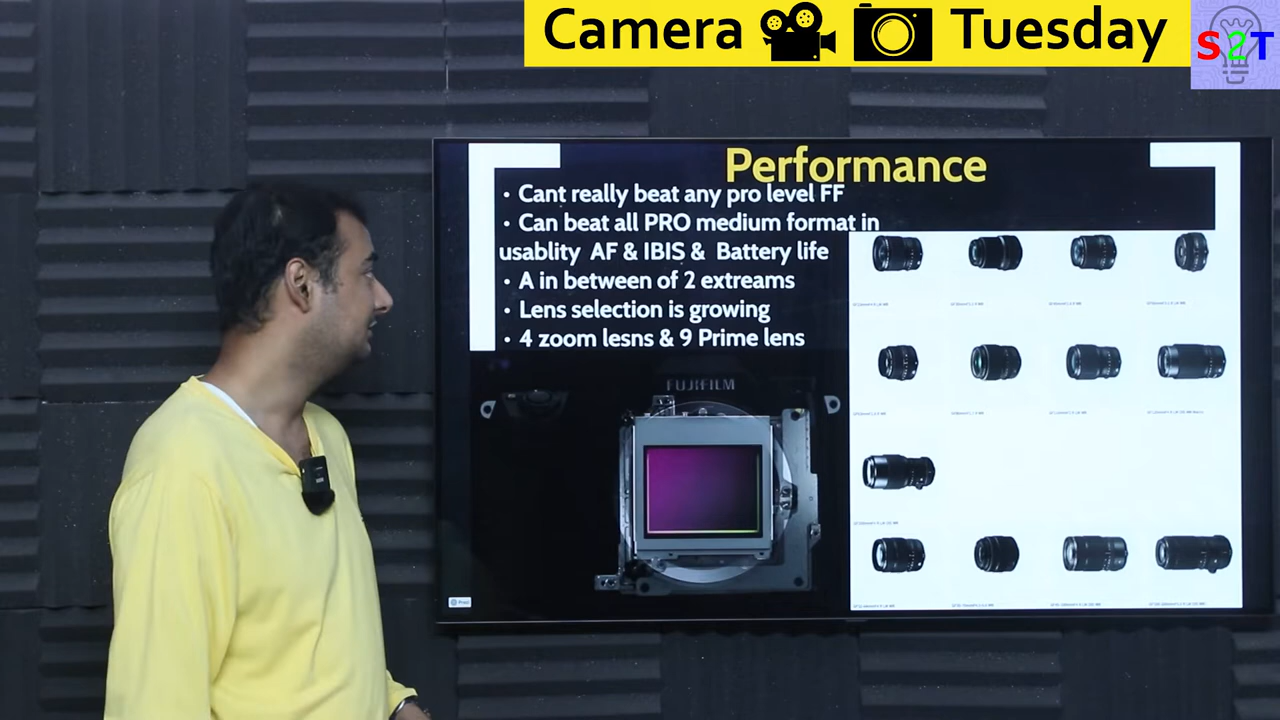 Camera Tuesday
S2T
Performance
• Cant really beat any pro level FF
• Can beat all PRO medium format in
usablity AF & IBIS & Battery life
• A in between of 2 extreams
• Lens selection is growing
• 4 zoom lesns & 9 Prime lens
FUJIFILM
Prezi